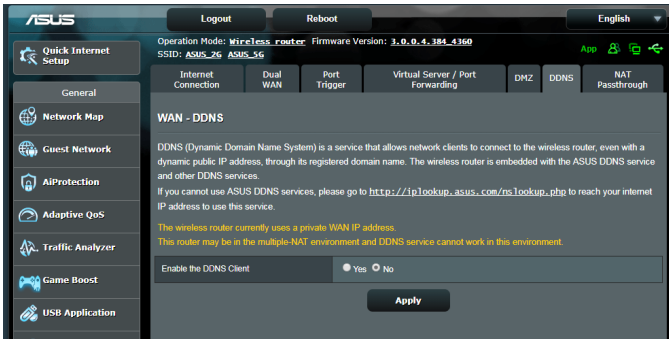 ASUS
Logout
Reboot
English
Operation Mode: Wireless router Firmware Version: 3.0.0.4.384_4360
SSID: ASUS_2G ASUS_5G
App
Quick Internet
Setup
General
Network Map
Guest Network
AiProtection
Adaptive QoS
Traffic Analyzer
Game Boost
USB Application
Internet
Connection
Dual
WAN
Port
Trigger
Virtual Server / Port
Forwarding
DMZ
DDNS
NAT
Passthrough
WAN - DDNS
DDNS (Dynamic Domain Name System) is a service that allows network clients to connect to the wireless router, even with a
dynamic public IP address, through its registered domain name. The wireless router is embedded with the ASUS DDNS service
and other DDNS services.
If you cannot use ASUS DDNS services, please go to http://iplookup.asus.com/nslookup.php to reach your internet
IP address to use this service.
The wireless router currently uses a private WAN IP
address.
This router may be in the multiple-NAT environment and DDNS service cannot work in this environment.
Enable the DDNS Client
Yes No
Apply